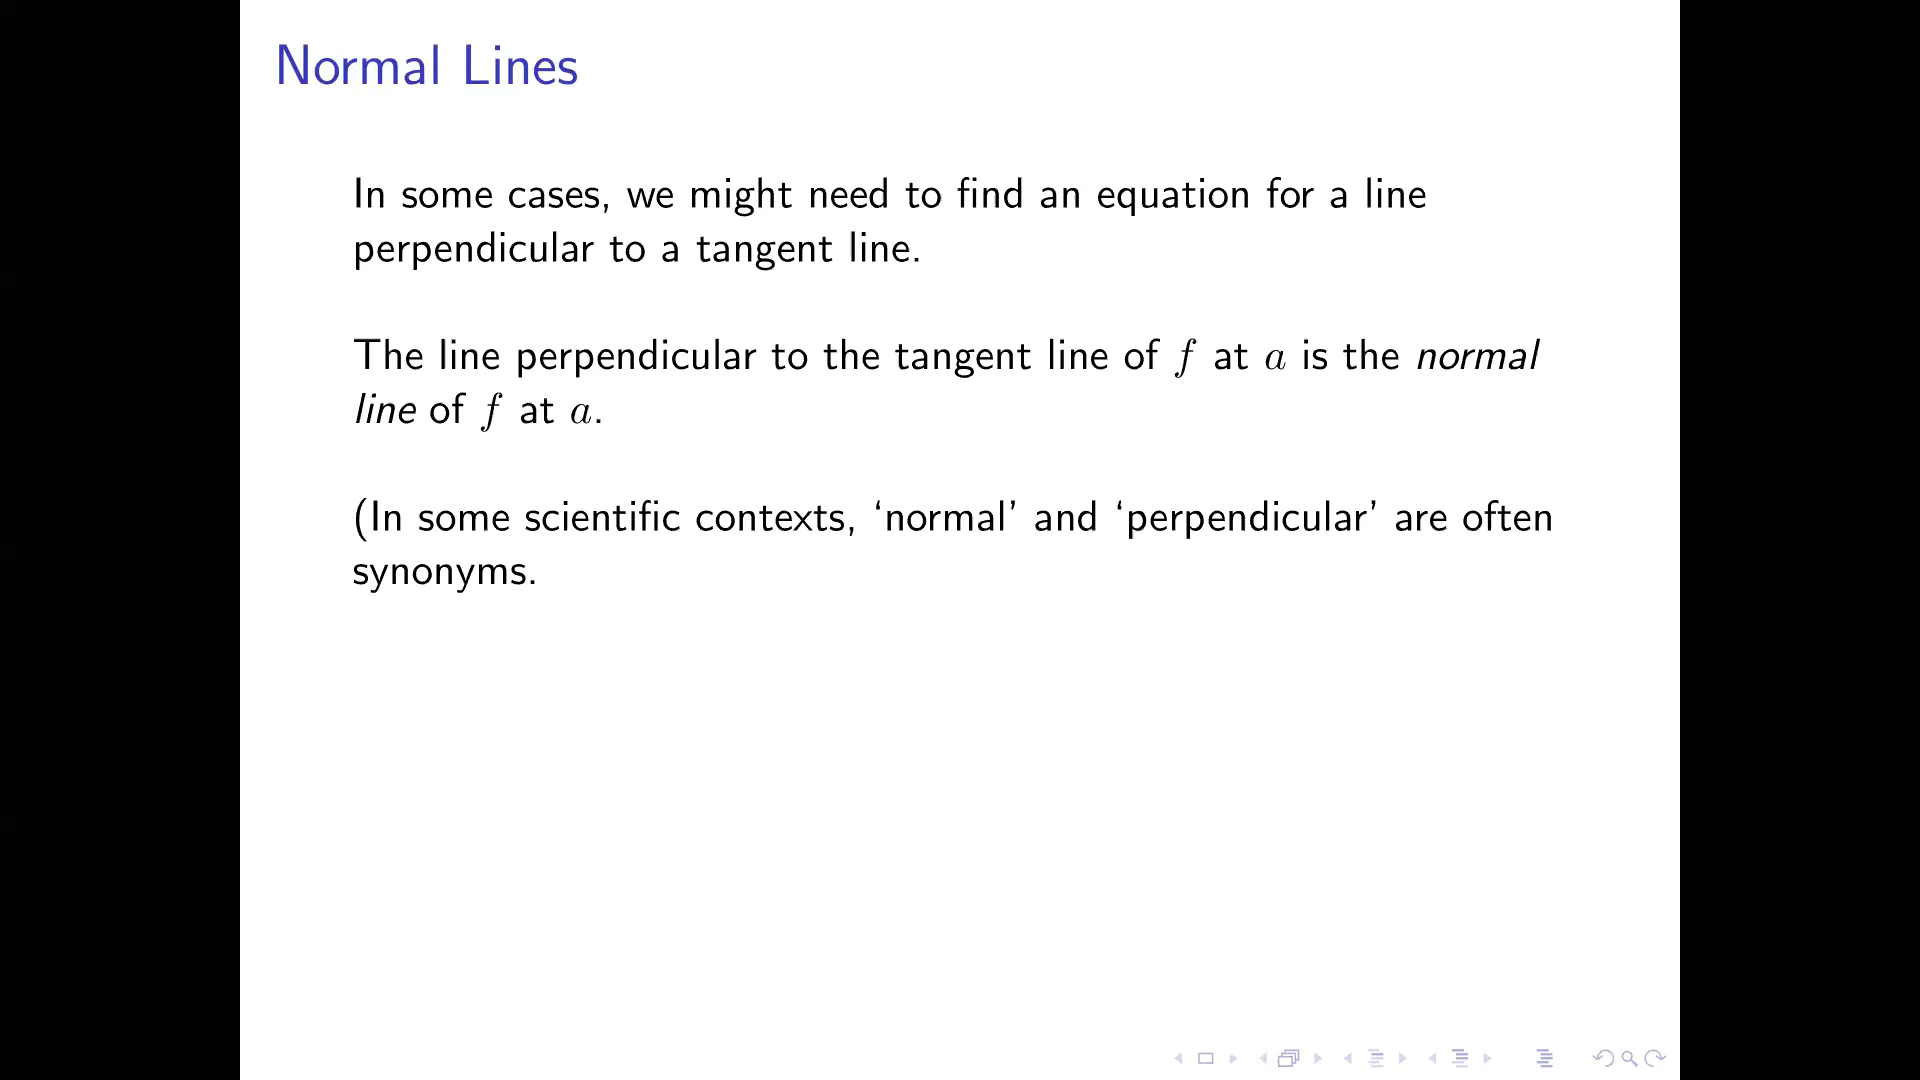 Normal Lines
In some cases, we might need to find an equation for a line
perpendicular to a tangent line.
The line perpendicular to the tangent line of f at a is the normal
line of f at a.
(In some scientific contexts, ‘normal’ and ‘perpendicular’ are often
synonyms.